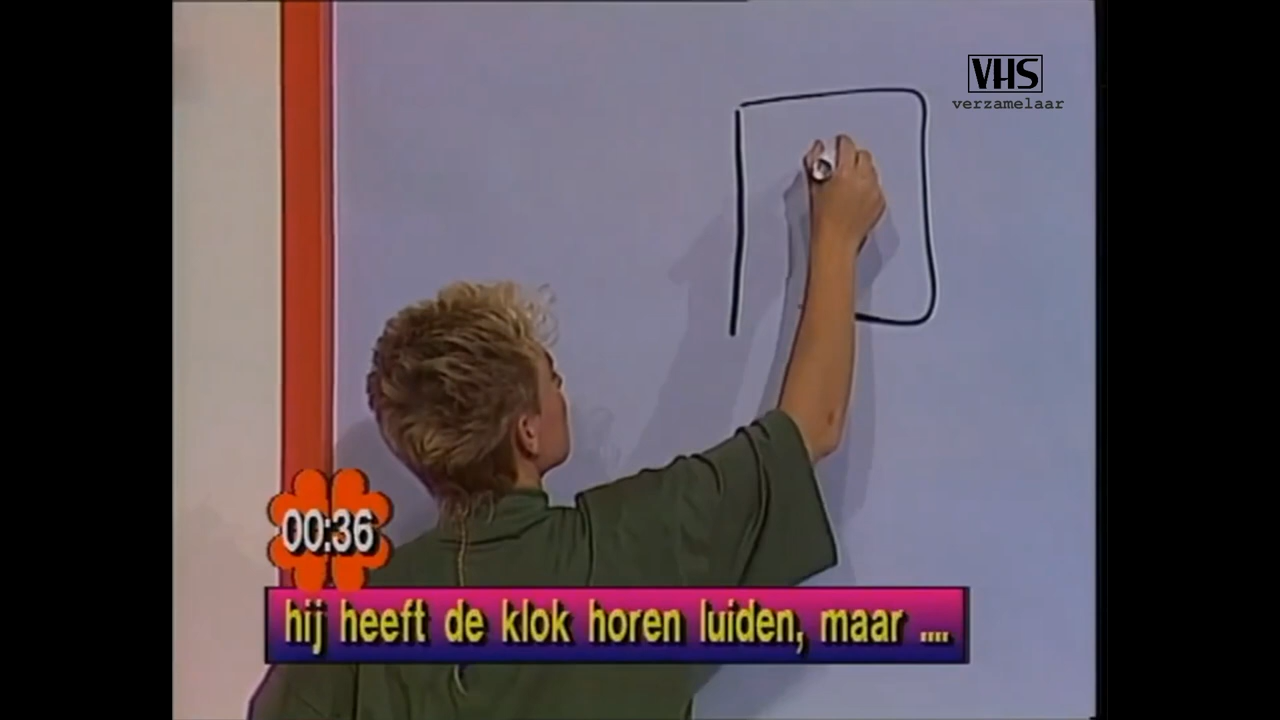 VHS
verzamelaar
00:36
hij heeft de klok horen luiden, maar ....